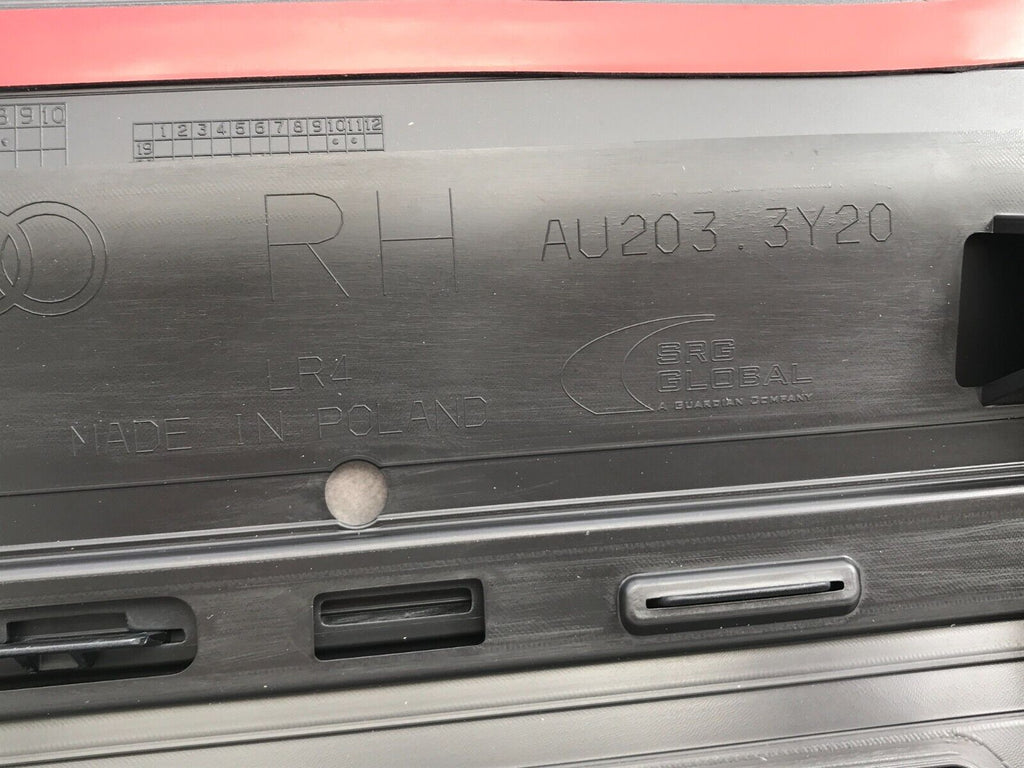 8 9 10
1 2 3 4 5 6 7 8 9 10 11 12
19
RH
AU203.3Y20
SRG
GLOBAL
A GUARDIAN COMPANY
LR4
MADE IN POLAND